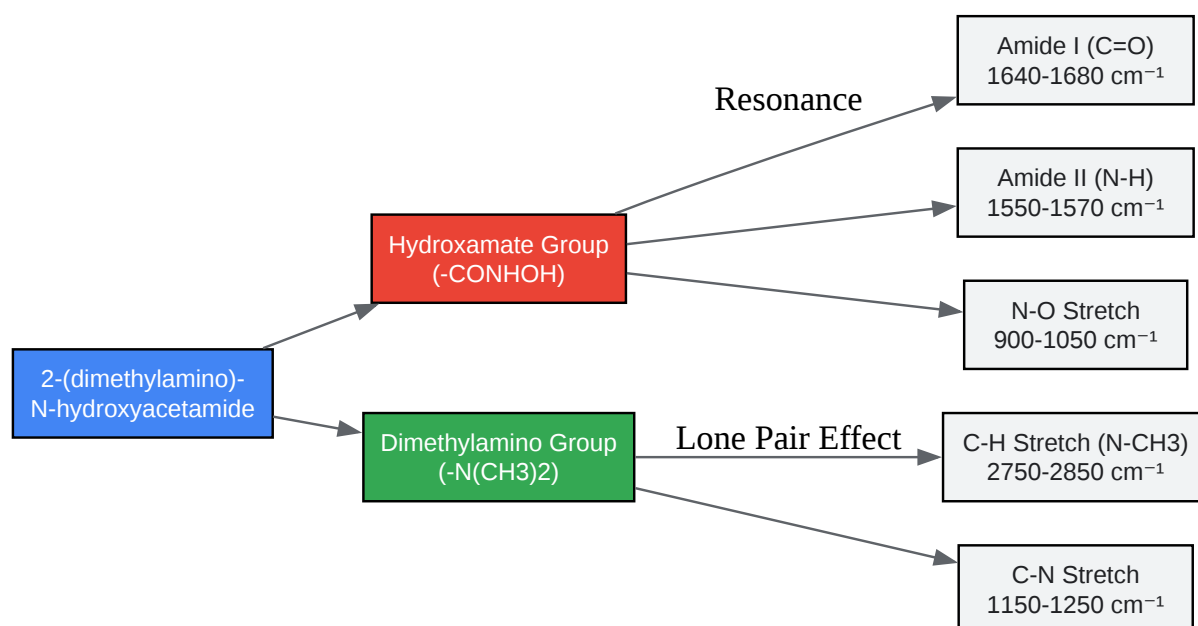 2-(dimethylamino)-
N-hydroxyacetamide
Hydroxamate Group
(-CONHOH)
Dimethylamino Group
(-N(CH3)2)
Resonance
Lone Pair Effect
Amide I (C=O)
1640-1680 cm⁻¹
Amide II (N-H)
1550-1570 cm⁻¹
N-O Stretch
900-1050 cm⁻¹
C-H Stretch (N-CH3)
2750-2850 cm⁻¹
C-N Stretch
1150-1250 cm⁻¹